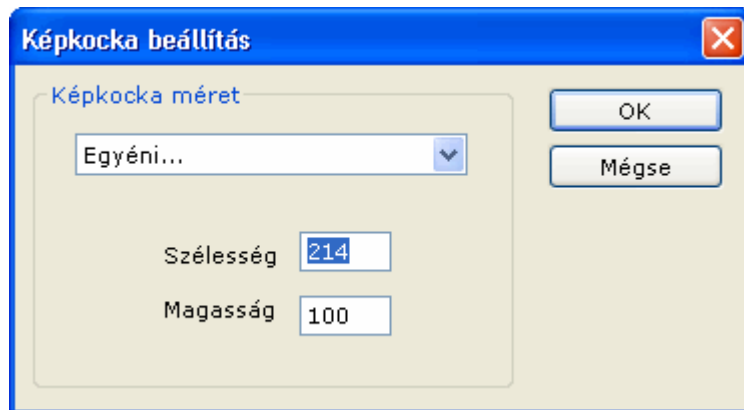 Képkocka beállítás
Képkocka méret
Egyéni...
Szélesség 214
Magasság 100
OK
Mégse